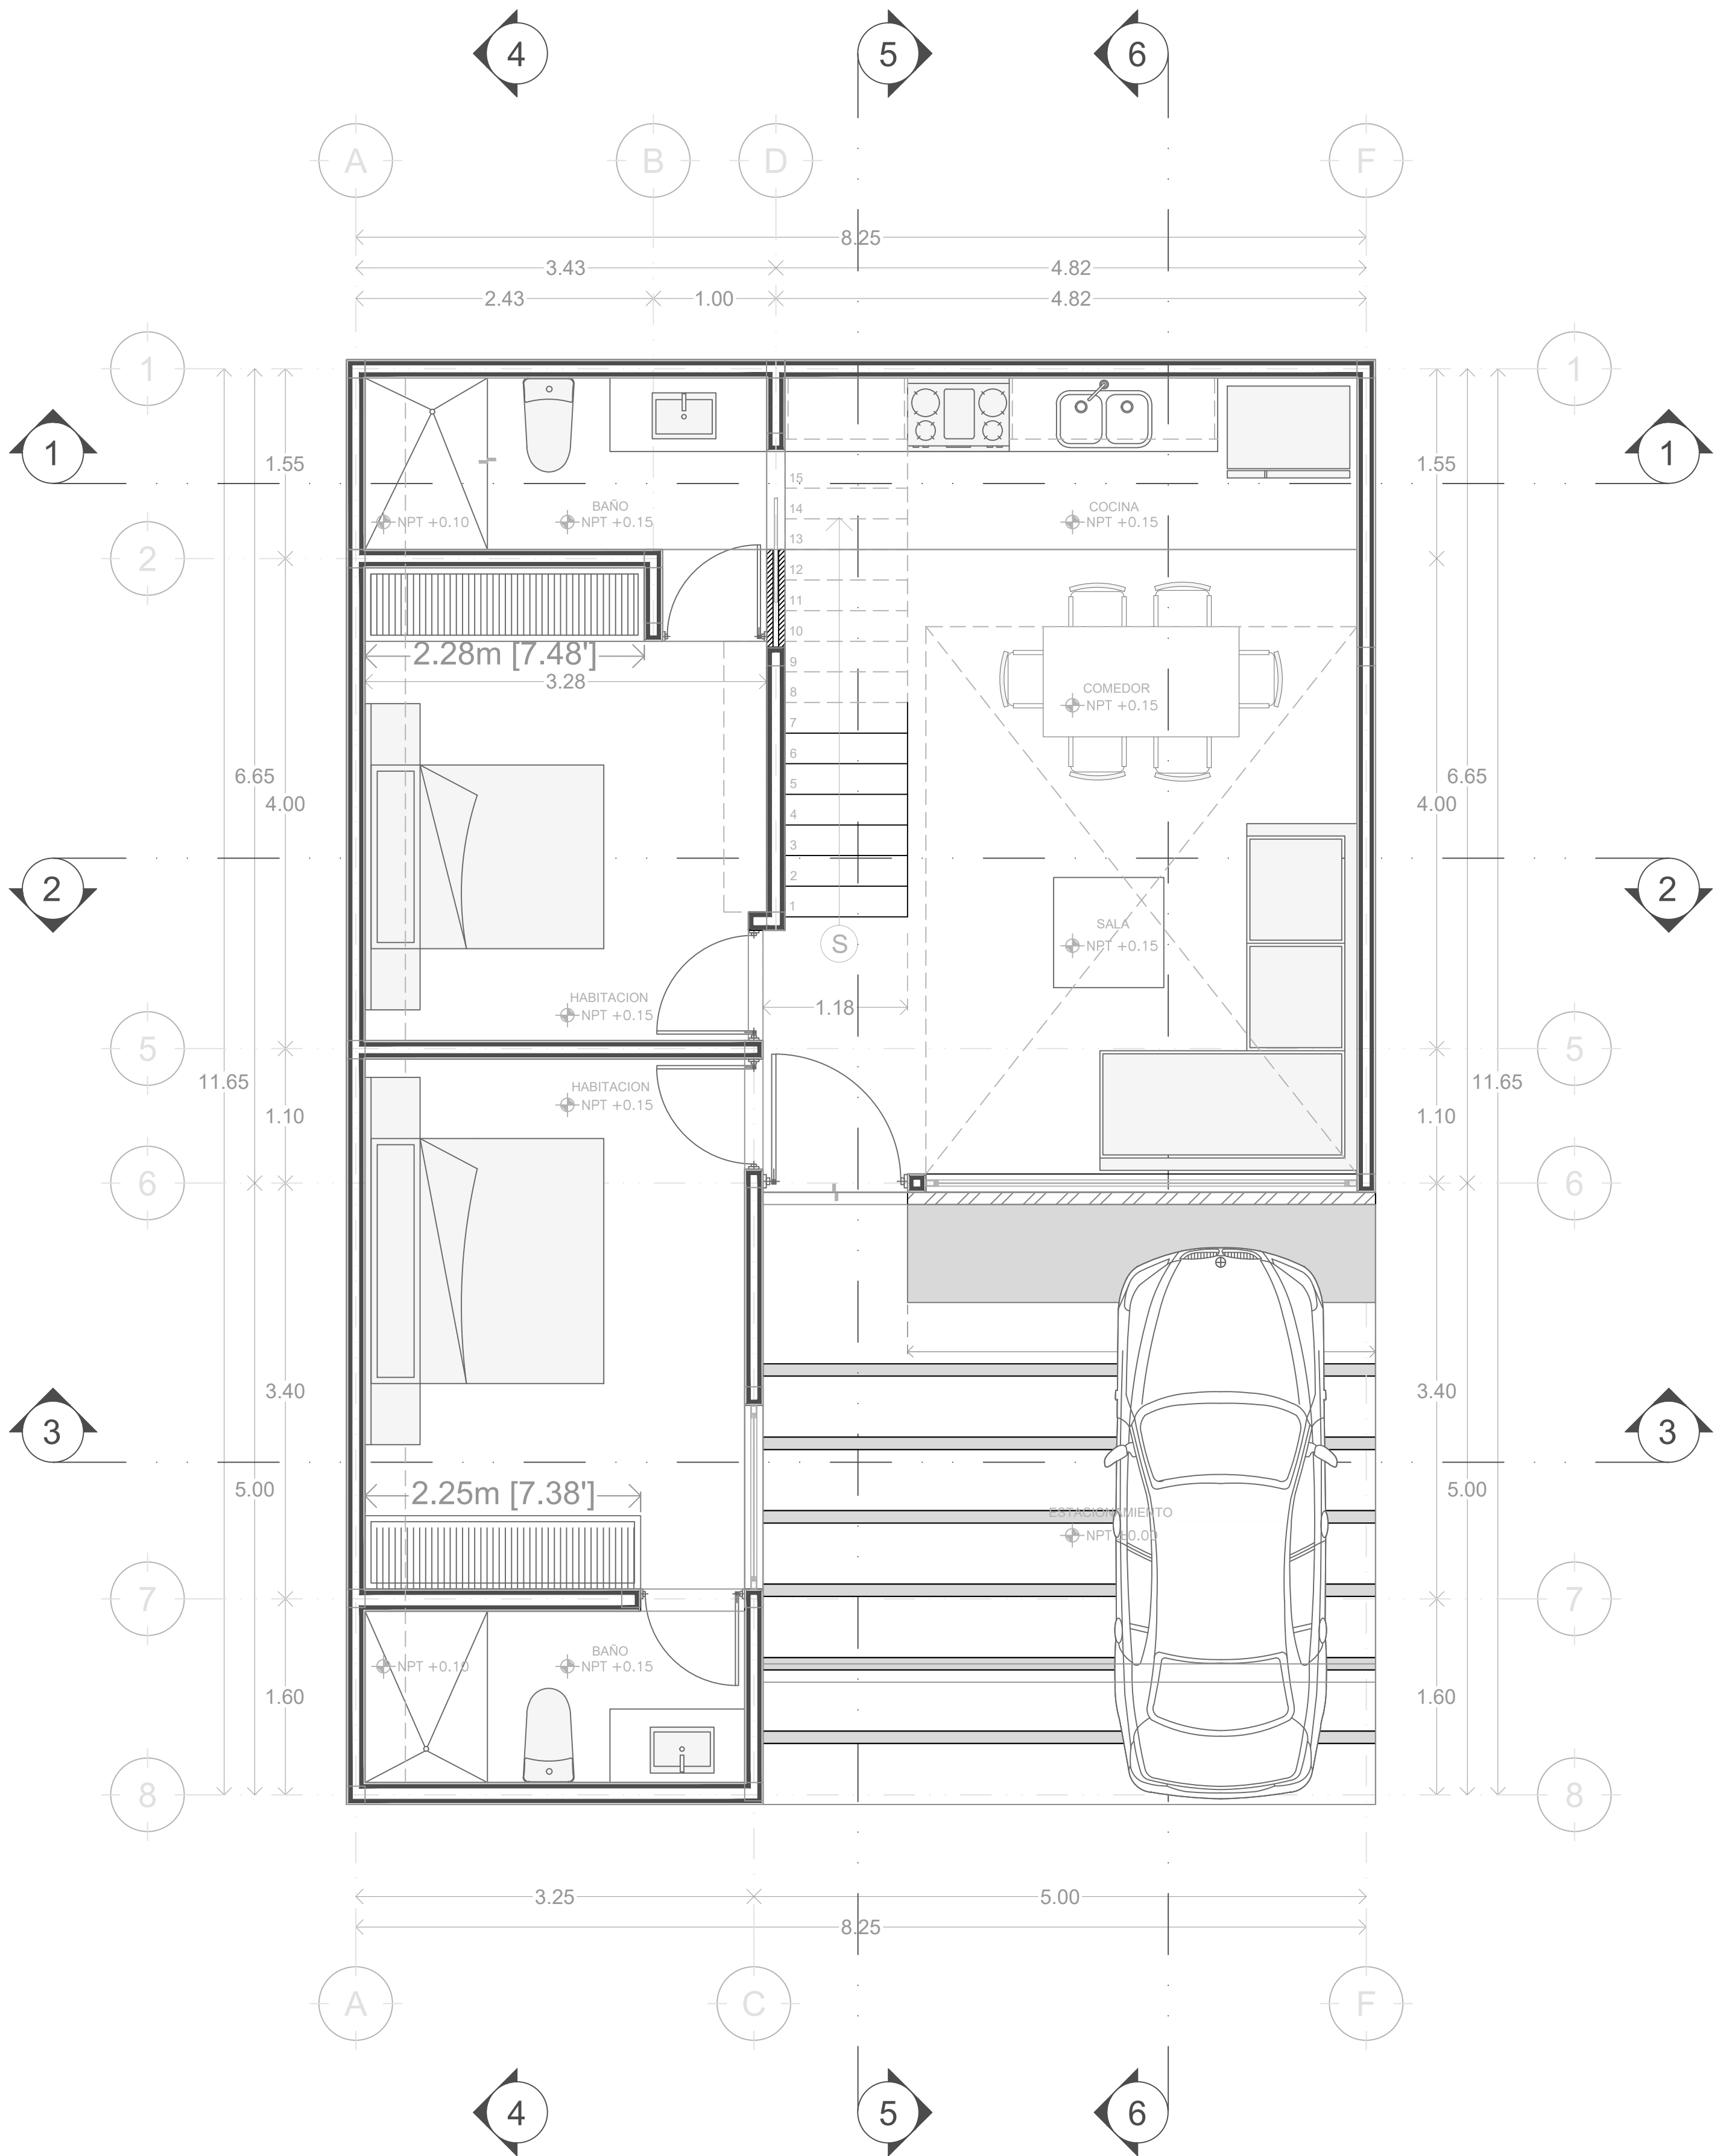 4 5 6
A B D F
8.25
3.43 4.82
2.43 1.00 4.82
1 1
1 1
1.55 1.55
15
BAÑO COCINA
14
NPT +0.10 NPT +0.15 NPT +0.15
13
2 2
12
11
10
2.28m [7.48']
9
3.28
8 COMEDOR
NPT +0.15
7
6
6.65 6.65
5
4.00 4.00
4
3
2 2
2
1
SALA
S NPT +0.15
HABITACION
1.18
NPT +0.15
5 5
11.65 11.65
HABITACION
NPT +0.15
1.10 1.10
6 6
3.40 3.40
3 3
5.00 2.25m [7.38'] 5.00
ESTACIONAMIENTO
NPT ±0.00
7 7
BAÑO
NPT +0.10 NPT +0.15
1.60 1.60
8 8
3.25 5.00
8.25
A C F
4 5 6